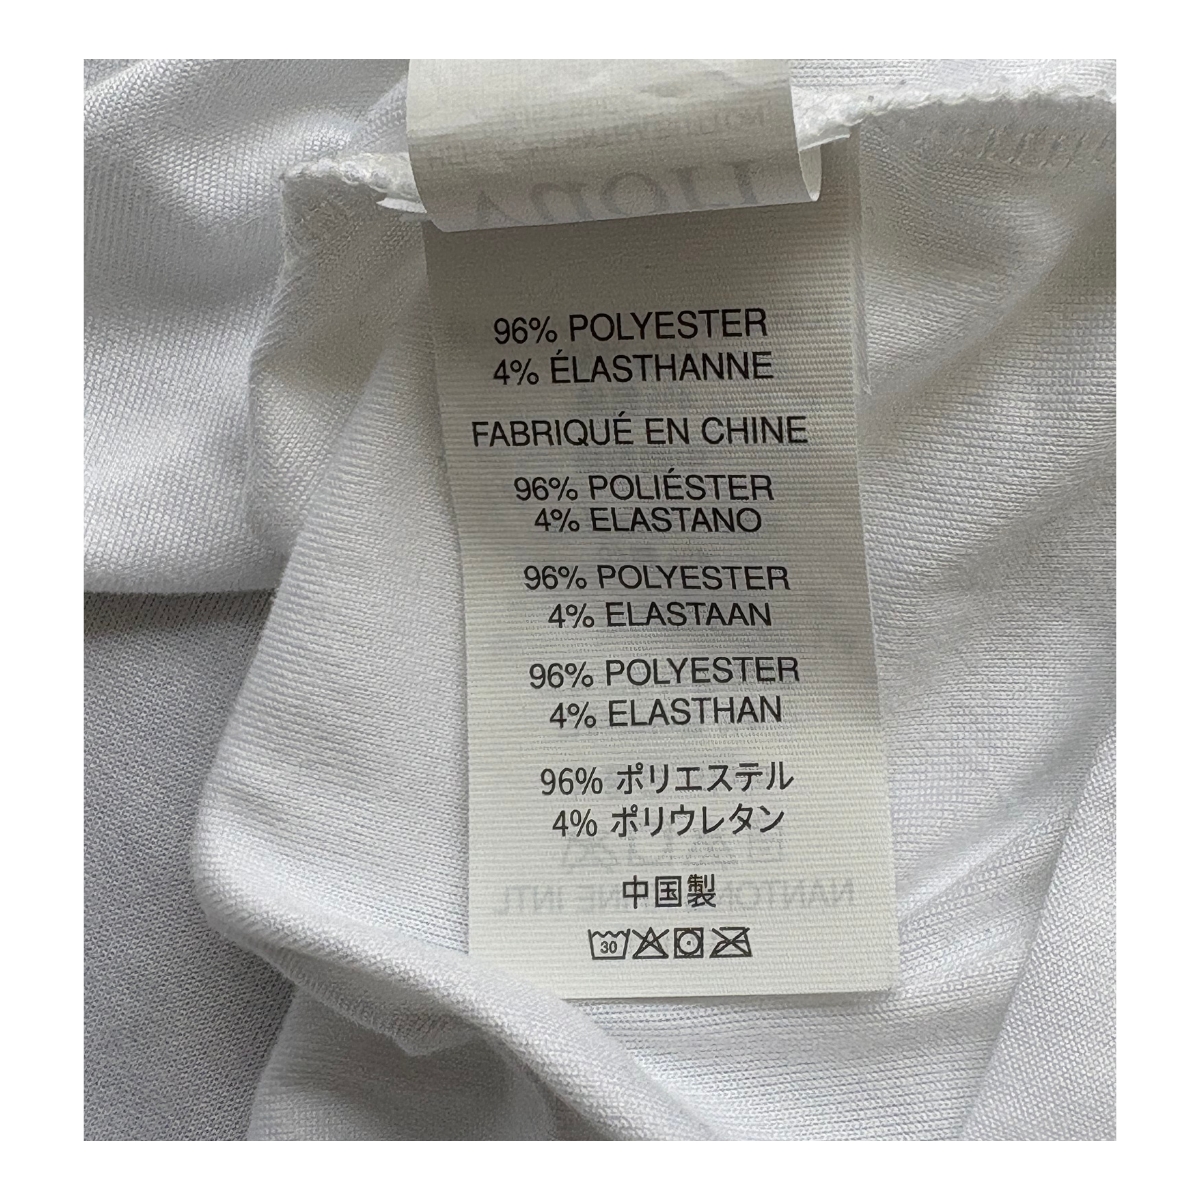 96% POLYESTER
4% ÉLASTHANNE
FABRIQUÉ EN CHINE
96% POLIÉSTER
4% ELASTANO
96% POLYESTER
4% ELASTAAN
96% POLYESTER
4% ELASTHAN
96% ポリエステル
4% ポリウレタン
中国製
30